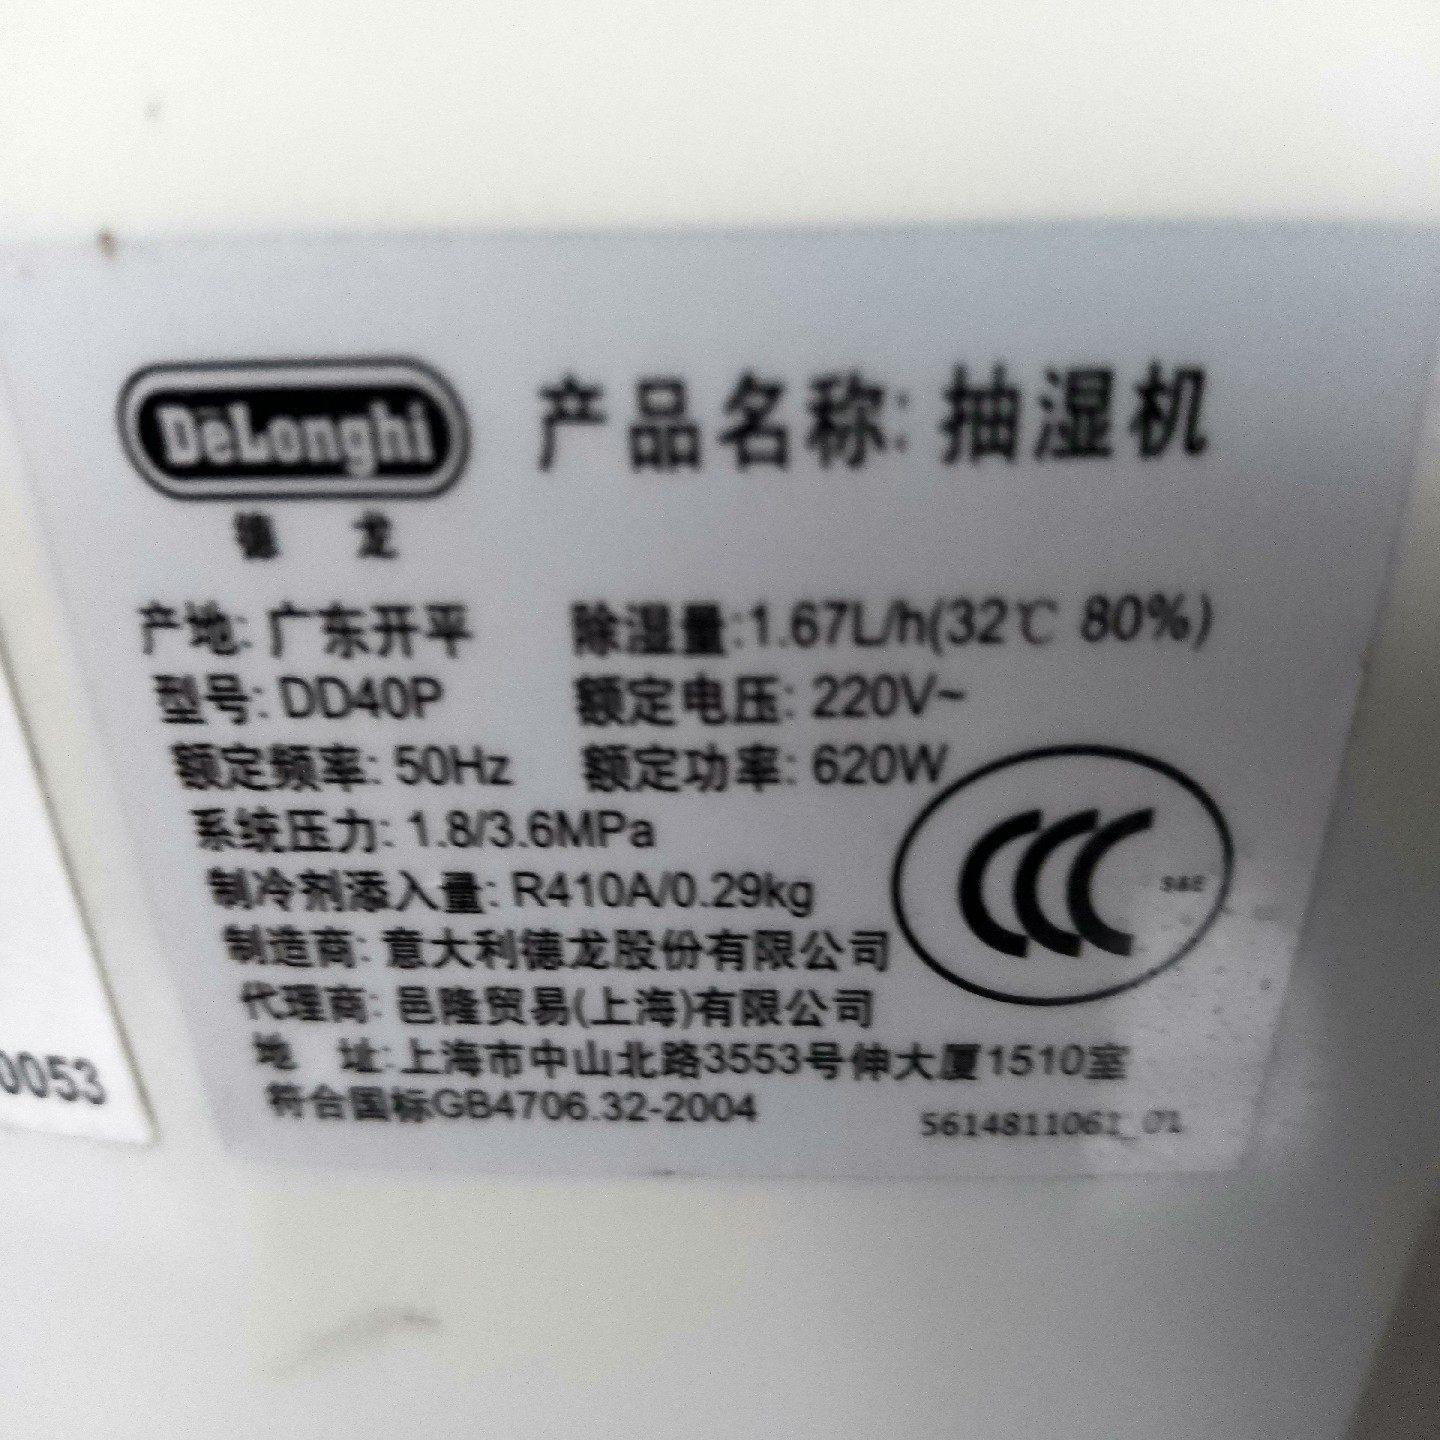 DeLonghi
德 龙
产品名称: 抽湿机
产地: 广东开平 除湿量:1.67L/h(32℃ 80%)
型号: DD40P 额定电压: 220V~
额定频率: 50Hz 额定功率: 620W
系统压力: 1.8/3.6MPa
制冷剂添入量: R410A/0.29kg
制造商: 意大利德龙股份有限公司
代理商: 邑隆贸易(上海)有限公司
地 址:上海市中山北路3553号伸大厦1510室
符合国标GB4706.32-2004
CCC S&E
5614811061_01
0053